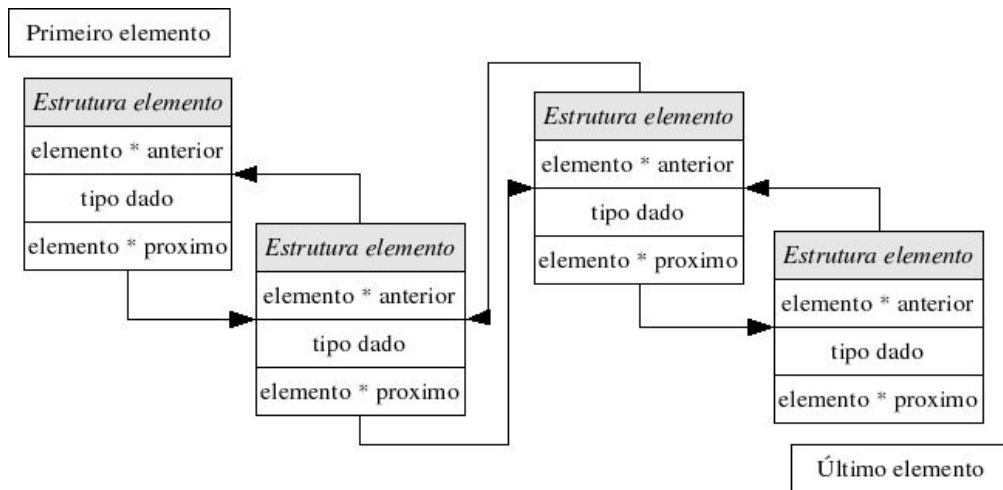 Primeiro elemento
Estrutura elemento
elemento * anterior
tipo dado
elemento * proximo
Estrutura elemento
elemento * anterior
tipo dado
elemento * proximo
Estrutura elemento
elemento * anterior
tipo dado
elemento * proximo
Estrutura elemento
elemento * anterior
tipo dado
elemento * proximo
Último elemento